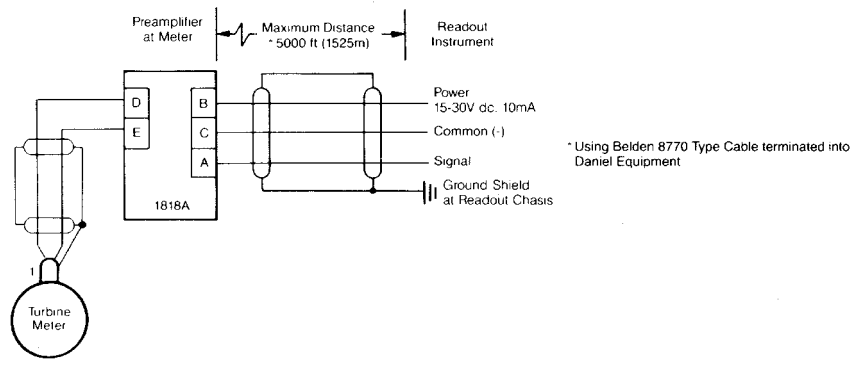 Preamplifier
at Meter
Maximum Distance
* 5000 ft (1525m)
Readout
Instrument
D
E
B
C
A
1818A
Power
15-30V dc. 10mA
Common (-)
Signal
Ground Shield
at Readout Chasis
* Using Belden 8770 Type Cable terminated into
Daniel Equipment
1
Turbine
Meter